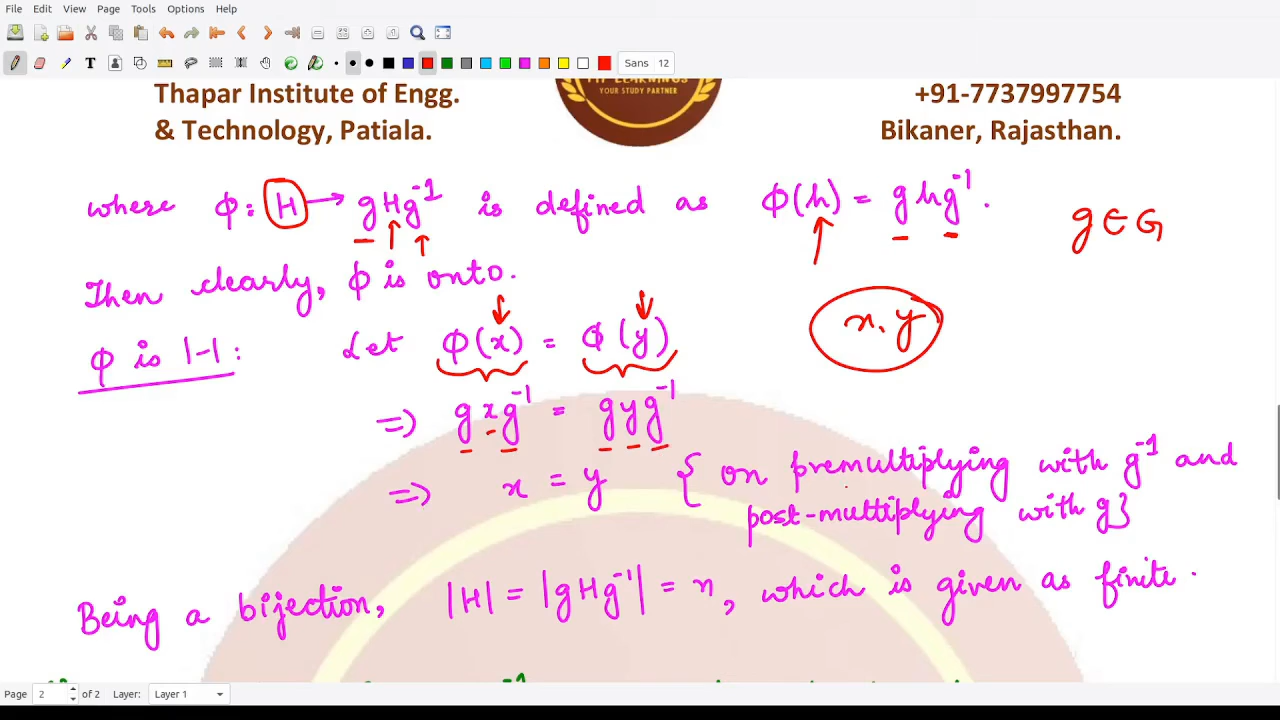 File Edit View Page Tools Options Help
Sans 12
Thapar Institute of Engg.
& Technology, Patiala.
YOUR STUDY PARTNER
+91-7737997754
Bikaner, Rajasthan.
where φ: H → gHg⁻¹ is defined as φ(h) = ghg⁻¹.
g ∈ G
Then clearly, φ is onto.
x, y
φ is 1-1: Let φ(x) = φ(y)
=> gxg⁻¹ = gyg⁻¹
=> x = y { on premultiplying with g⁻¹ and
post-multiplying with g}
Being a bijection, |H| = |gHg⁻¹| = n, which is given as finite.
Page 2 of 2 Layer: Layer 1